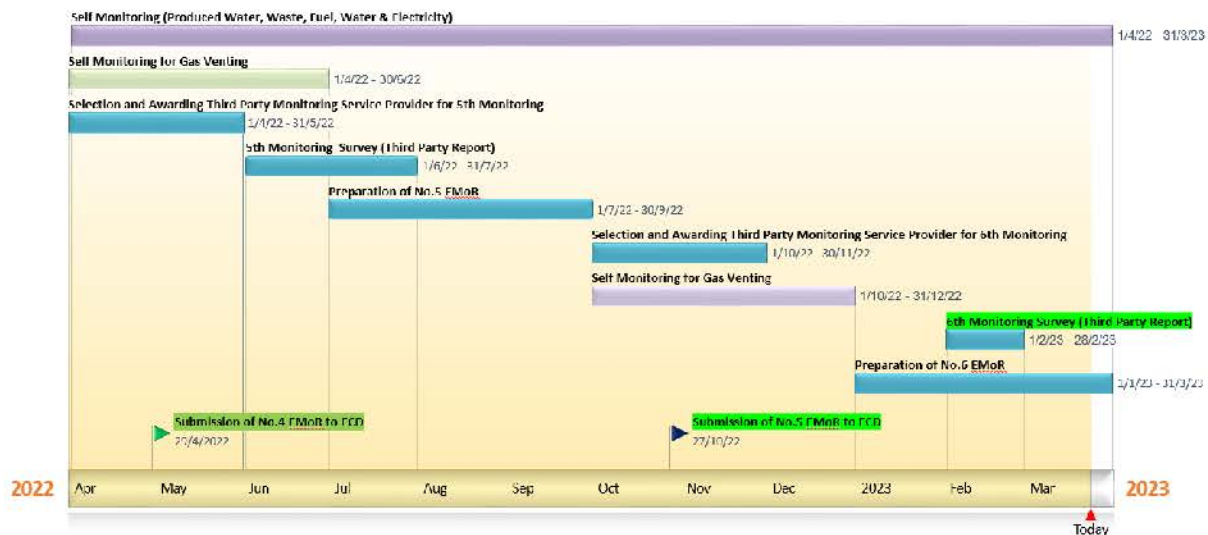 Self Monitoring (Produced Water, Waste, Fuel, Water & Electricity)
1/4/22 - 31/3/23
Self Monitoring for Gas Venting
1/4/22 - 30/6/22
Selection and Awarding Third Party Monitoring Service Provider for 5th Monitoring
1/4/22 - 31/5/22
5th Monitoring Survey (Third Party Report)
1/6/22 - 31/7/22
Preparation of No.5 EMoR
1/7/22 - 30/9/22
Selection and Awarding Third Party Monitoring Service Provider for 6th Monitoring
1/10/22 - 30/11/22
Self Monitoring for Gas Venting
1/10/22 - 31/12/22
6th Monitoring Survey (Third Party Report)
1/2/23 - 28/2/23
Preparation of No.6 EMoR
1/1/23 - 31/3/23
Submission of No.4 EMoR to ECD
29/4/2022
Submission of No.5 EMoR to ECD
27/10/22
2022 Apr May Jun Jul Aug Sep Oct Nov Dec 2023 Feb Mar 2023
Today